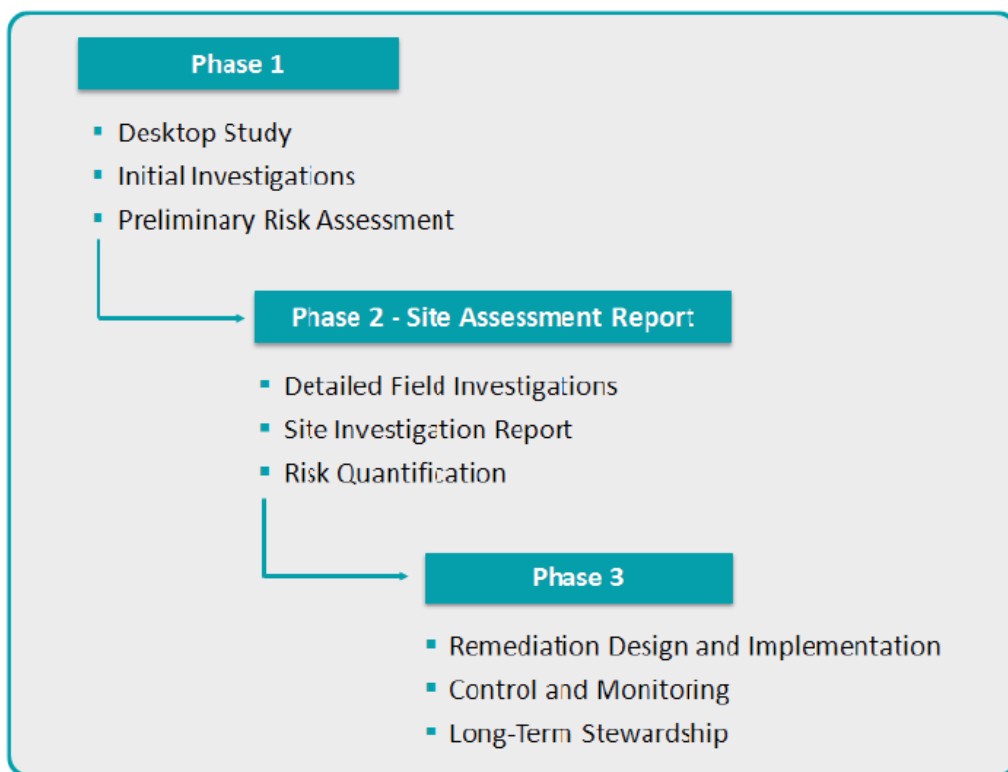 Phase 1
Desktop Study
Initial Investigations
Preliminary Risk Assessment
Phase 2 - Site Assessment Report
Detailed Field Investigations
Site Investigation Report
Risk Quantification
Phase 3
Remediation Design and Implementation
Control and Monitoring
Long-Term Stewardship